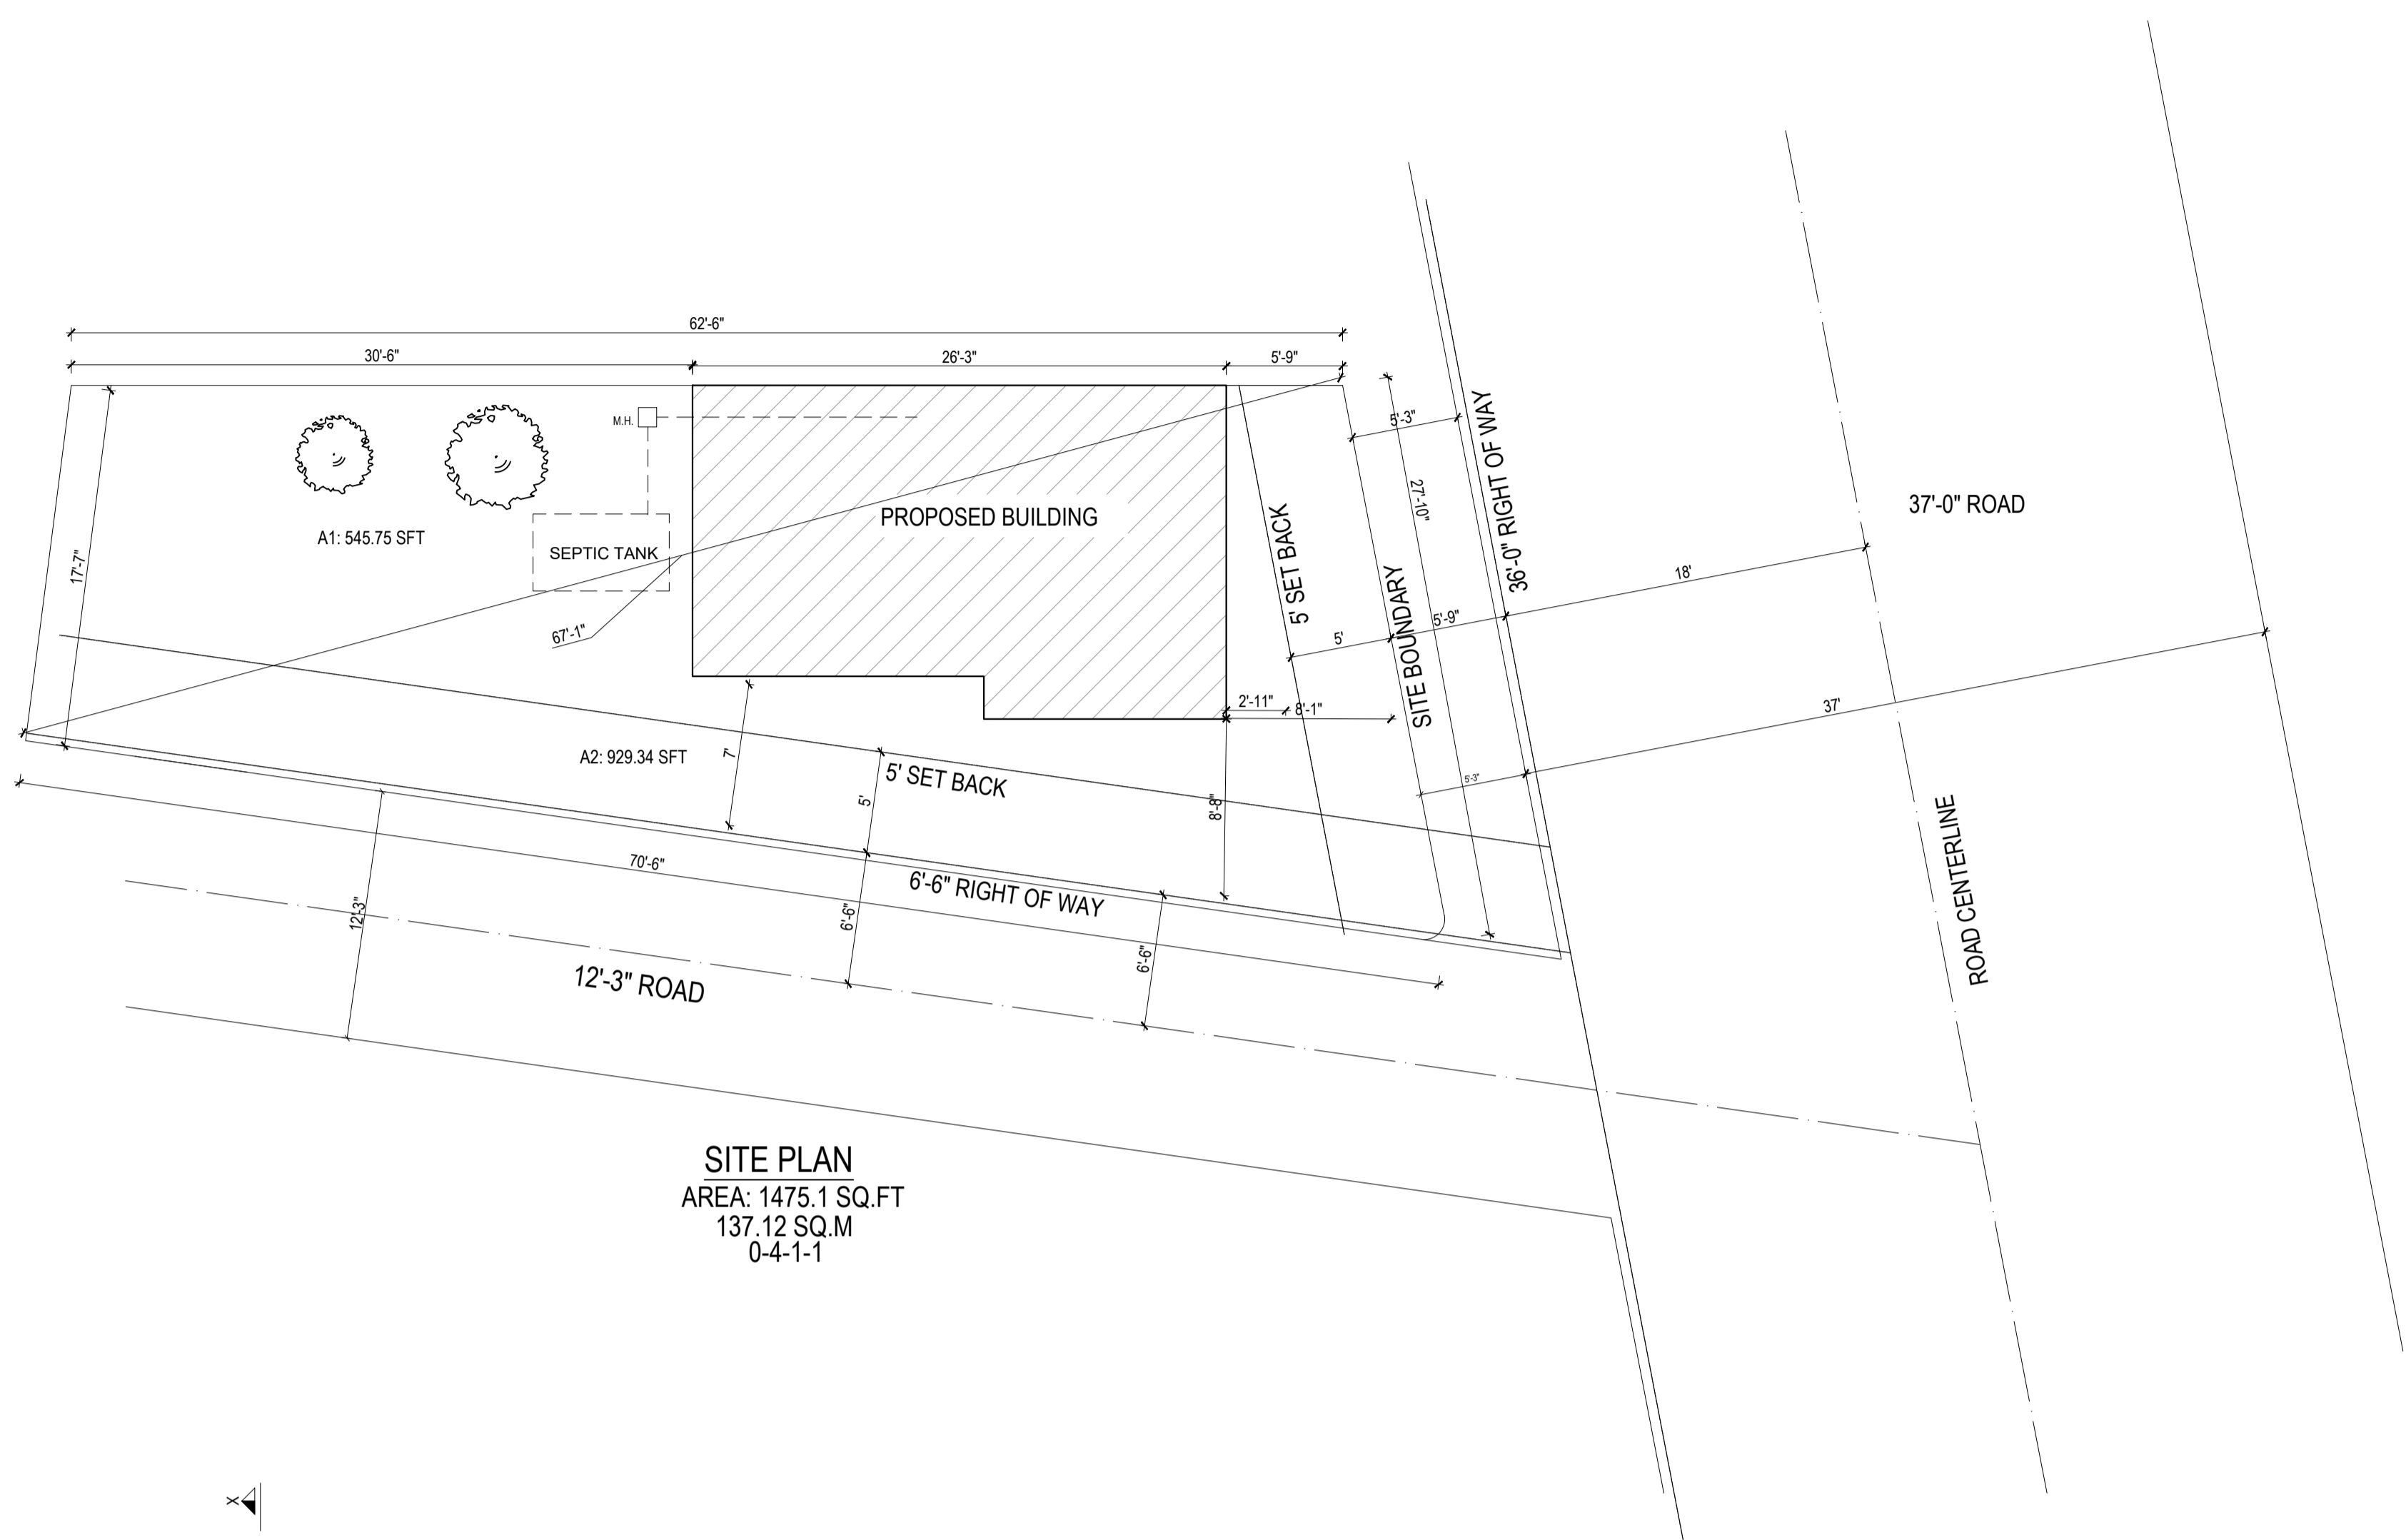 62'-6"
30'-6"
26'-3"
5'-9"
M.H.
PROPOSED BUILDING
A1: 545.75 SFT
SEPTIC TANK
17'-7"
67'-1"
5' SET BACK
5'-3"
27'-10"
36'-0" RIGHT OF WAY
37'-0" ROAD
18'
5'-9"
5'
SITE BOUNDARY
2'-11"
8'-1"
37'
5'-3"
A2: 929.34 SFT
7'
5' SET BACK
5'
8'-8"
ROAD CENTERLINE
70'-6"
6'-6" RIGHT OF WAY
12'-3"
6'-6"
6'-6"
12'-3" ROAD
SITE PLAN
AREA: 1475.1 SQ.FT
137.12 SQ.M
0-4-1-1
X